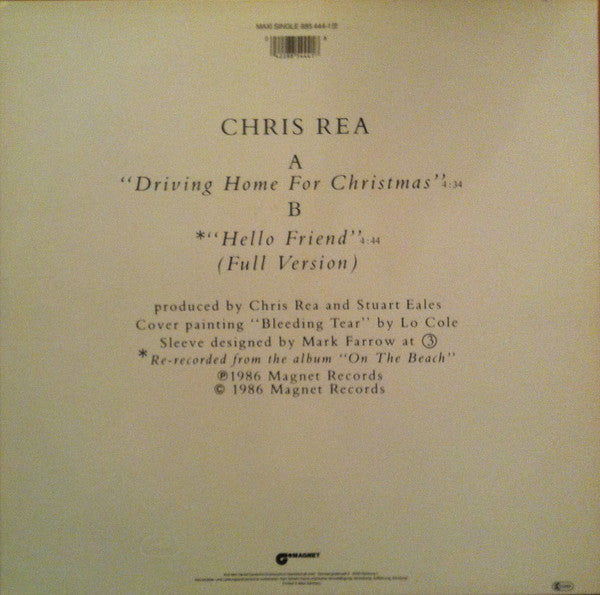 MAXI SINGLE 885 444-1
CHRIS REA
A
"Driving Home For Christmas" 4:34
B
*"Hello Friend" 4:44
(Full Version)
produced by Chris Rea and Stuart Eales
Cover painting "Bleeding Tear" by Lo Cole
Sleeve designed by Mark Farrow at ③
*Re-recorded from the album "On The Beach"
℗1986 Magnet Records
© 1986 Magnet Records
MAGNET